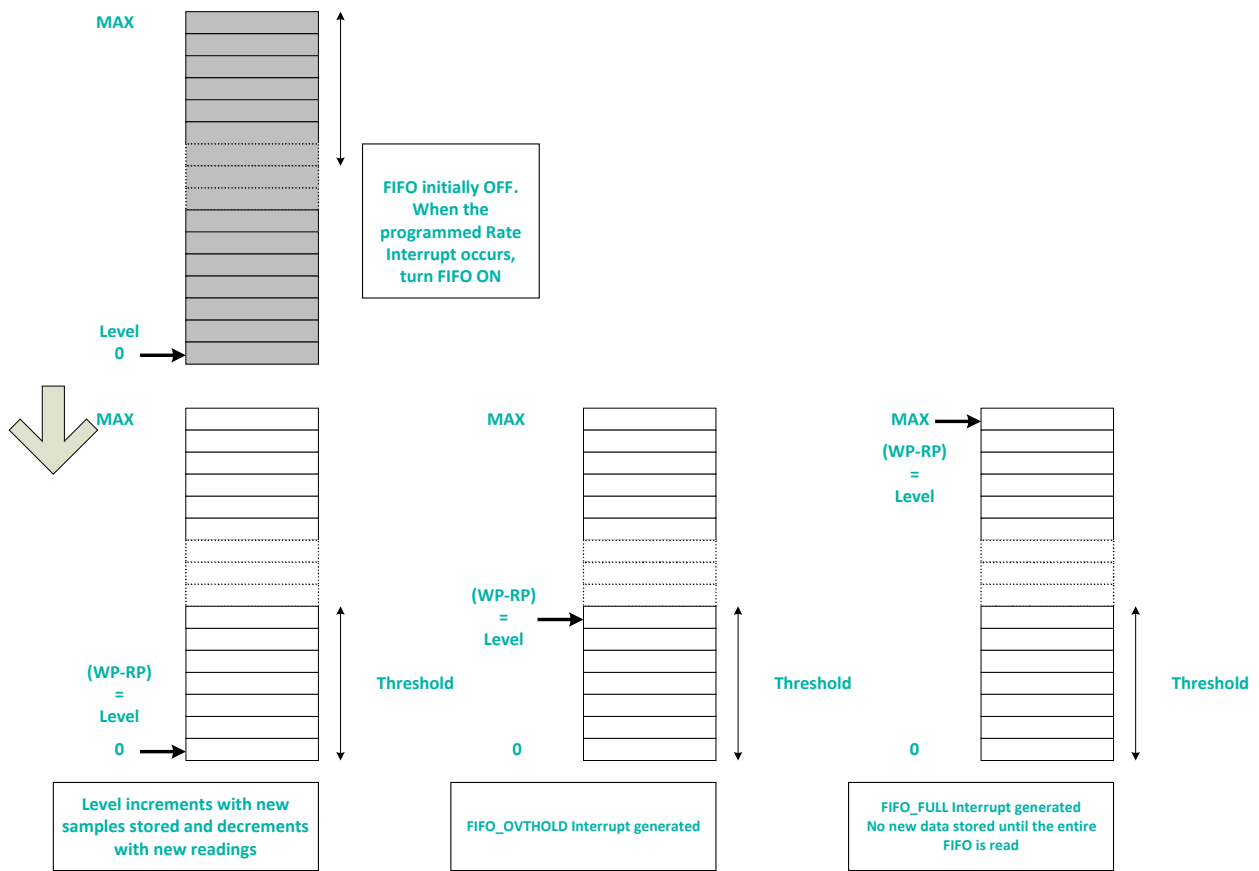 MAX
FIFO initially OFF.
When the
programmed Rate
Interrupt occurs,
turn FIFO ON
Level
0
MAX
(WP-RP)
=
Level
0
Threshold
Level increments with new
samples stored and decrements
with new readings
MAX
(WP-RP)
=
Level
0
Threshold
FIFO_OVTHOLD Interrupt generated
MAX
(WP-RP)
=
Level
0
Threshold
FIFO_FULL Interrupt generated
No new data stored until the entire
FIFO is read